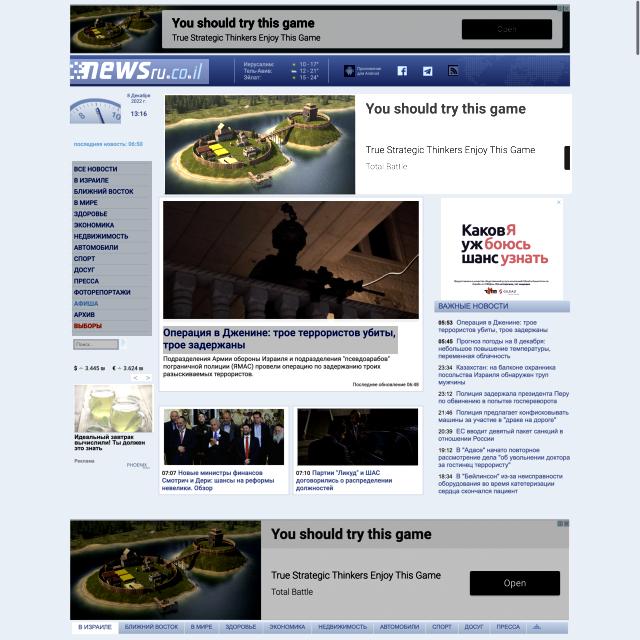 You should try this game
True Strategic Thinkers Enjoy This Game
Open
newsru.co.il
Иерусалим: 10 - 17°
Тель-Авив: 12 - 21°
Эйлат: 15 - 24°
Приложение
для Android
8 Декабря
2022 г.
13:16
последняя новость: 06:50
You should try this game
True Strategic Thinkers Enjoy This Game
Total Battle
ВСЕ НОВОСТИ
В ИЗРАИЛЕ
БЛИЖНИЙ ВОСТОК
В МИРЕ
ЗДОРОВЬЕ
ЭКОНОМИКА
НЕДВИЖИМОСТЬ
АВТОМОБИЛИ
СПОРТ
ДОСУГ
ПРЕССА
ФОТОРЕПОРТАЖИ
АФИША
АРХИВ
ВЫБОРЫ
Поиск...
$ 3.445 ₪ € 3.624 ₪
Идеальный завтрак
вычислили! Ты должен
это знать
Реклама
PHOENIX
Операция в Дженине: трое террористов убиты,
трое задержаны
Подразделения Армии обороны Израиля и подразделения "псевдоарабов"
пограничной полиции (ЯМАС) провели операцию по задержанию троих
разыскиваемых террористов.
Последнее обновление 06:48
07:07 Новые министры финансов
Смотрич и Дери: шансы на реформы
невелики. Обзор
07:10 Партии "Ликуд" и ШАС
договорились о распределении
должностей
КаковЯ
уж боюсь
шанс узнать
ВАЖНЫЕ НОВОСТИ
05:53 Операция в Дженине: трое
террористов убиты, трое задержаны
05:45 Прогноз погоды на 8 декабря:
небольшое повышение температуры,
переменная облачность
23:34 Казахстан: на балконе охранника
посольства Израиля обнаружен труп
мужчины
23:12 Полиция задержала президента Перу
по обвинению в попытке госпереворота
21:46 Полиция предлагает конфисковывать
машины за участие в "драке на дороге"
20:39 ЕС вводит девятый пакет санкций в
отношении России
19:12 В "Адасе" начато повторное
рассмотрение дела "об увольнении доктора
за гостинец террористу"
18:34 В "Бейлинсон" из-за неисправности
оборудования во время катетеризации
сердца скончался пациент
You should try this game
True Strategic Thinkers Enjoy This Game
Total Battle
Open
В ИЗРАИЛЕ БЛИЖНИЙ ВОСТОК В МИРЕ ЗДОРОВЬЕ ЭКОНОМИКА НЕДВИЖИМОСТЬ АВТОМОБИЛИ СПОРТ ДОСУГ ПРЕССА